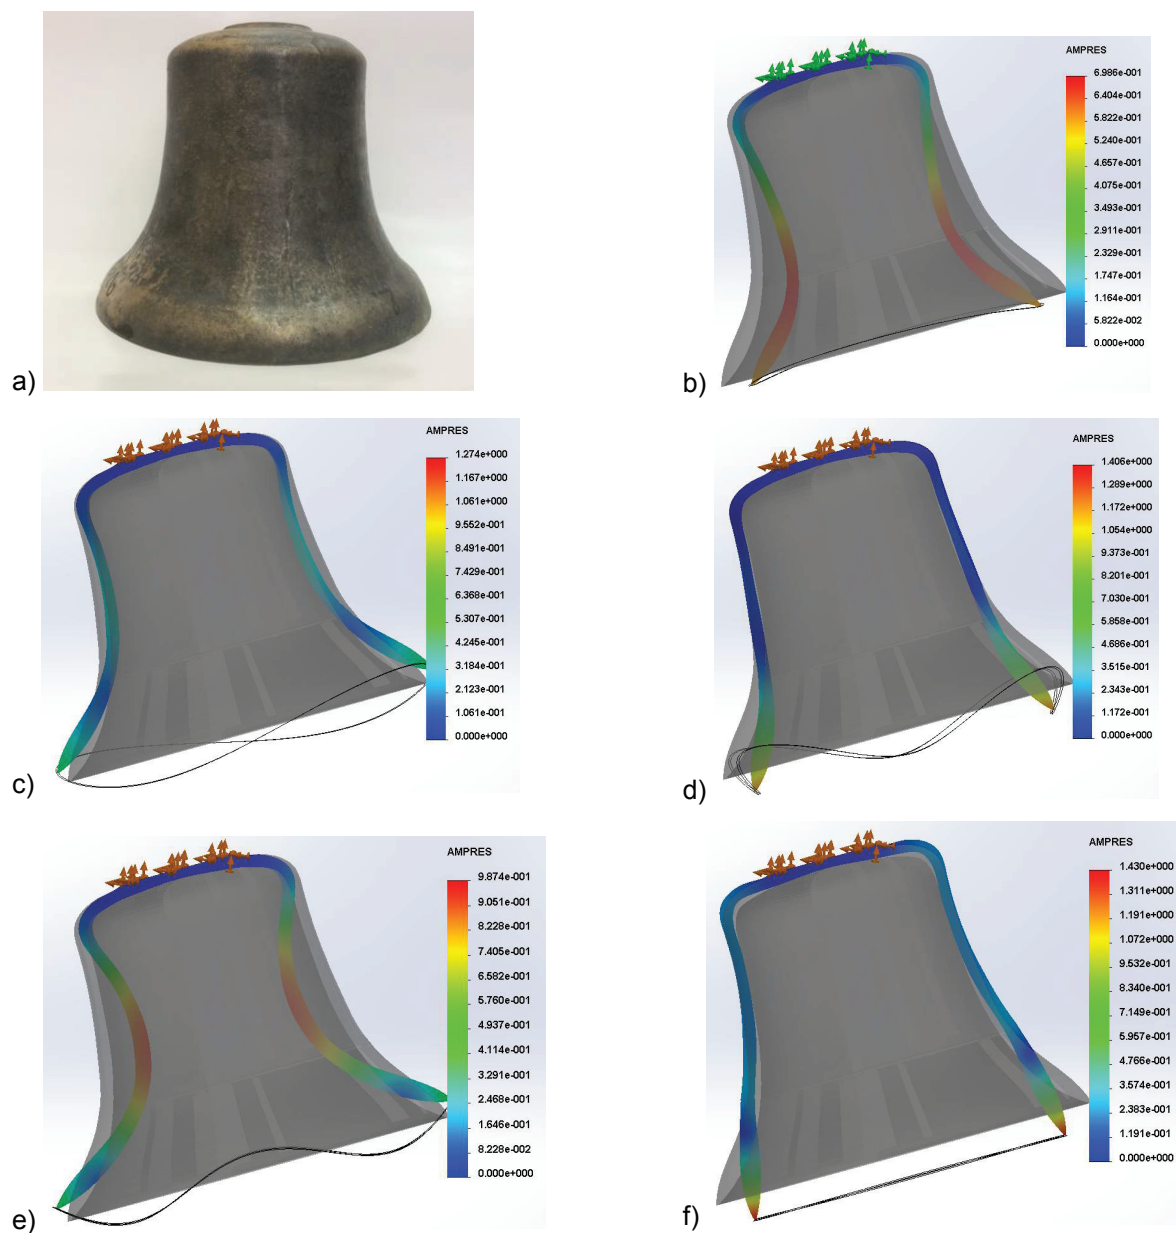 a)
AMPRES
6.986e-001
6.404e-001
5.822e-001
5.240e-001
4.657e-001
4.075e-001
3.493e-001
2.911e-001
2.329e-001
1.747e-001
1.164e-001
5.822e-002
0.000e+000
b)
AMPRES
1.274e+000
1.167e+000
1.061e+000
9.552e-001
8.491e-001
7.429e-001
6.368e-001
5.307e-001
4.245e-001
3.184e-001
2.123e-001
1.061e-001
0.000e+000
c)
AMPRES
1.406e+000
1.289e+000
1.172e+000
1.054e+000
9.373e-001
8.201e-001
7.030e-001
5.858e-001
4.686e-001
3.515e-001
2.343e-001
1.172e-001
0.000e+000
d)
AMPRES
9.874e-001
9.051e-001
8.228e-001
7.405e-001
6.582e-001
5.760e-001
4.937e-001
4.114e-001
3.291e-001
2.468e-001
1.646e-001
8.228e-002
0.000e+000
e)
AMPRES
1.430e+000
1.311e+000
1.191e+000
1.072e+000
9.532e-001
8.340e-001
7.149e-001
5.957e-001
4.766e-001
3.574e-001
2.383e-001
1.191e-001
0.000e+000
f)